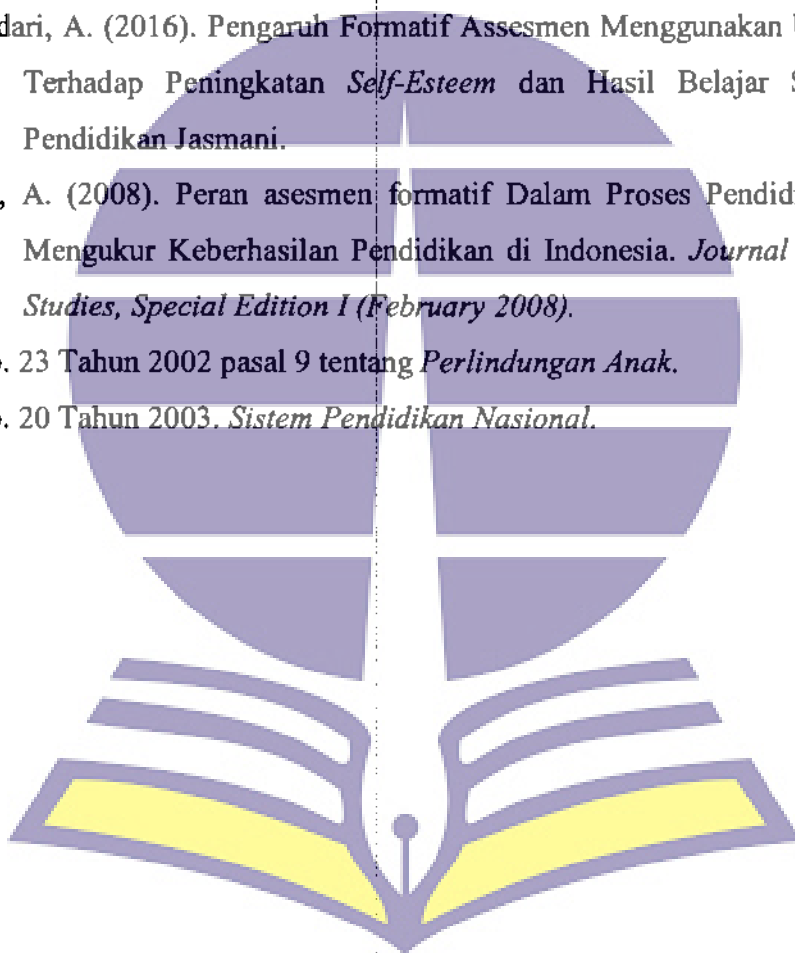 dari, A. (2016). Pengaruh Formatif Assesmen Menggunakan
Terhadap Peningkatan Self-Esteem dan Hasil Belajar
Pendidikan Jasmani.
, A. (2008). Peran asesmen formatif Dalam Proses Pendidi
Mengukur Keberhasilan Pendidikan di Indonesia. Journal
Studies, Special Edition I (February 2008).
. 23 Tahun 2002 pasal 9 tentang Perlindungan Anak.
. 20 Tahun 2003. Sistem Pendidikan Nasional.